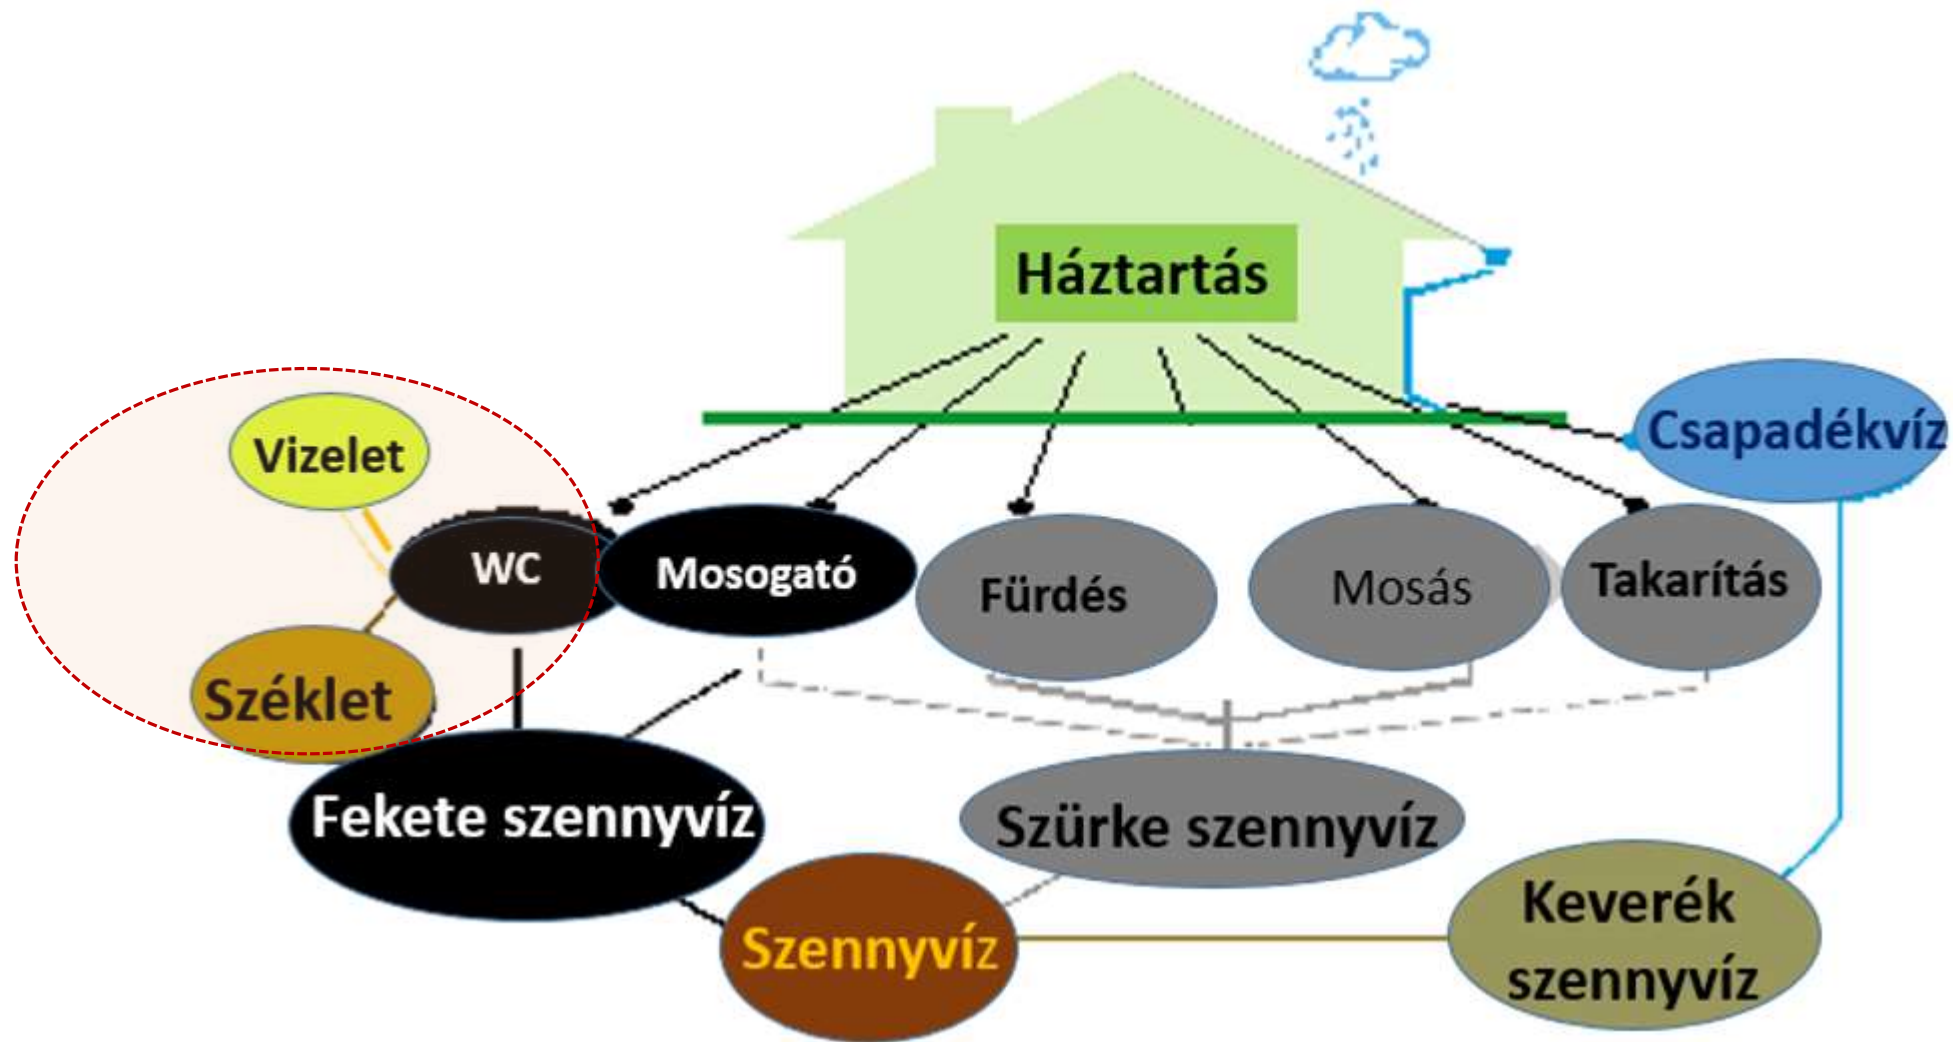 Háztartás
Csapadékvíz
Vizelet
WC
Mosogató
Fürdés
Mosás
Takarítás
Széklet
Fekete szennyvíz
Szürke szennyvíz
Szennyvíz
Keverék
szennyvíz